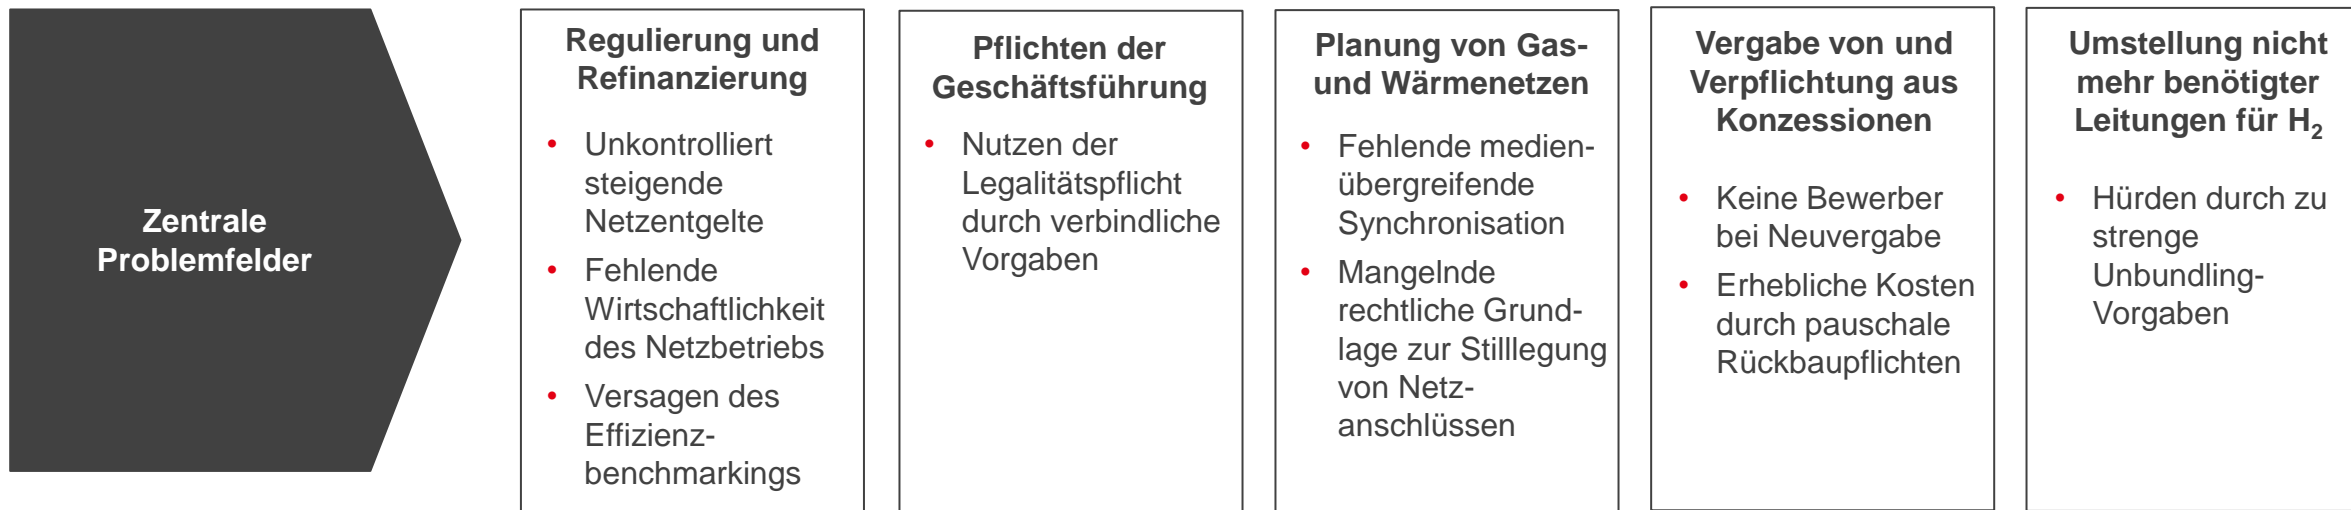 Zentrale
Problemfelder
Regulierung und
Refinanzierung
• Unkontrolliert
steigende
Netzentgelte
• Fehlende
Wirtschaftlichkeit
des Netzbetriebs
• Versagen des
Effizienz-
benchmarkings
Pflichten der
Geschäftsführung
• Nutzen der
Legalitätspflicht
durch verbindliche
Vorgaben
Planung von Gas-
und Wärmenetzen
• Fehlende medien-
übergreifende
Synchronisation
• Mangelnde
rechtliche Grund-
lage zur Stilllegung
von Netz-
anschlüssen
Vergabe von und
Verpflichtung aus
Konzessionen
• Keine Bewerber
bei Neuvergabe
• Erhebliche Kosten
durch pauschale
Rückbaupflichten
Umstellung nicht
mehr benötigter
Leitungen für H₂
• Hürden durch zu
strenge
Unbundling-
Vorgaben